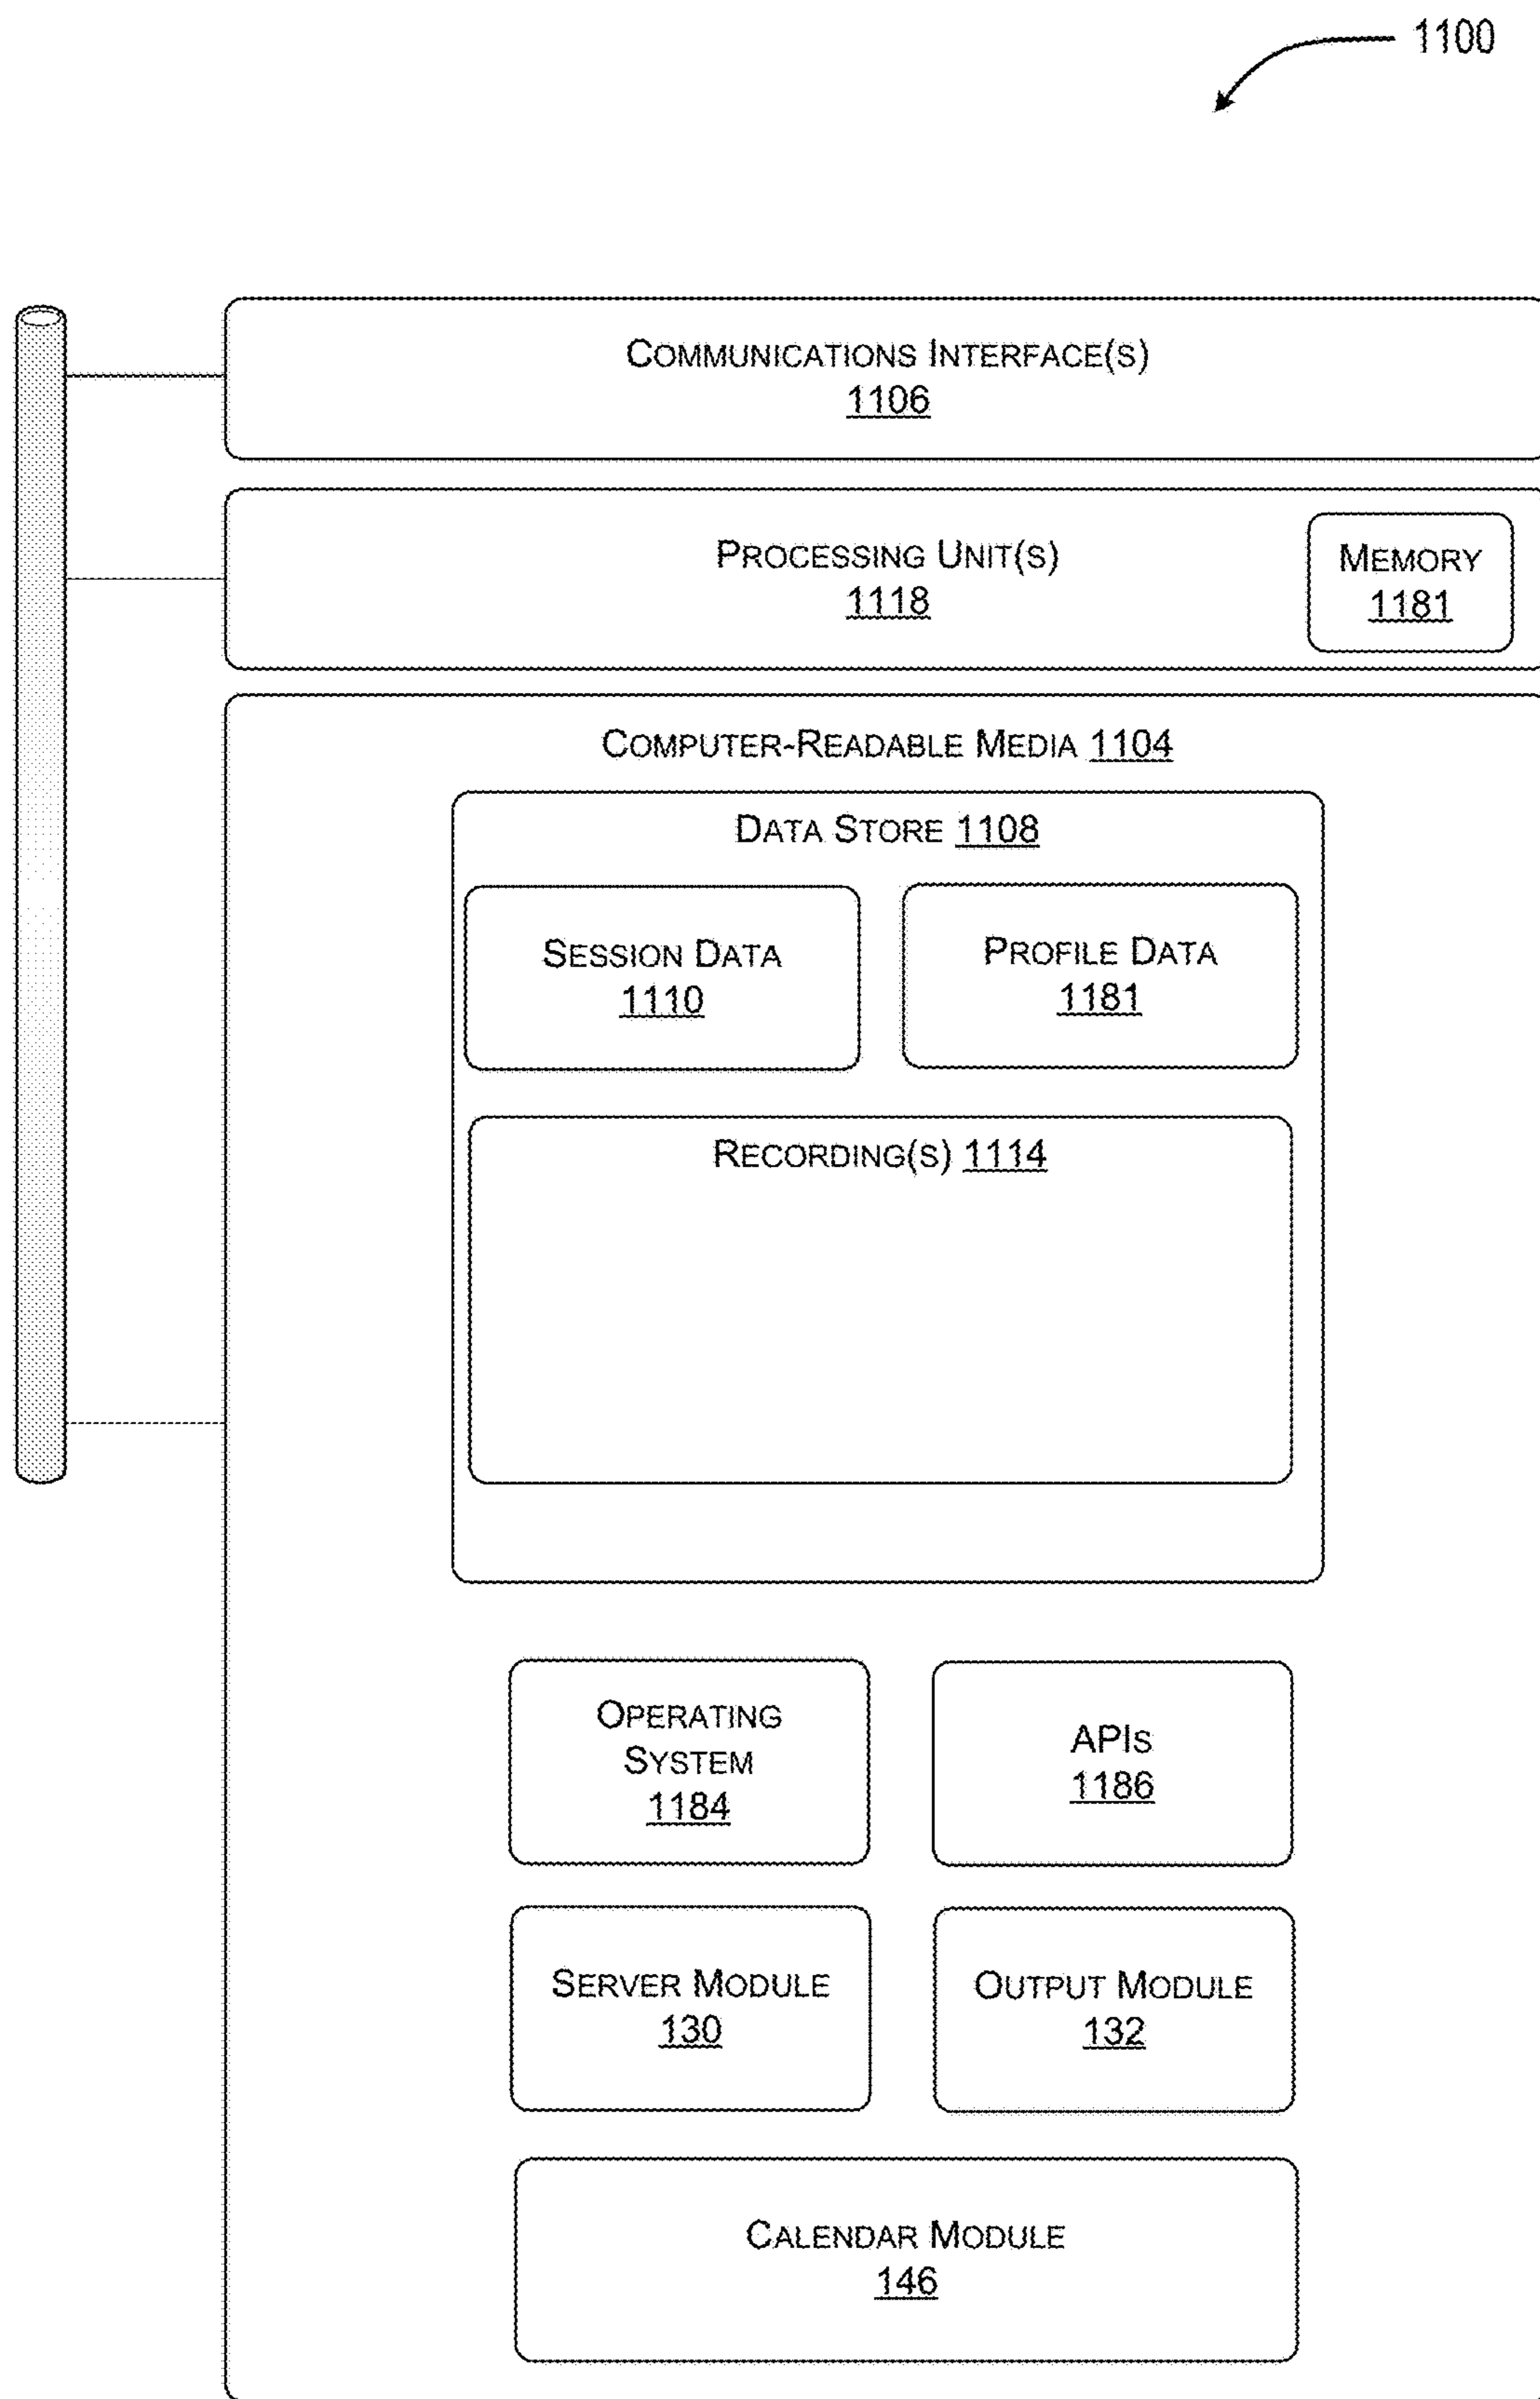 1100
COMMUNICATIONS INTERFACE(S)
1106
PROCESSING UNIT(S)
1118
MEMORY
1181
COMPUTER-READABLE MEDIA 1104
DATA STORE 1108
SESSION DATA
1110
PROFILE DATA
1181
RECORDING(S) 1114
OPERATING
SYSTEM
1184
APIS
1186
SERVER MODULE
130
OUTPUT MODULE
132
CALENDAR MODULE
146